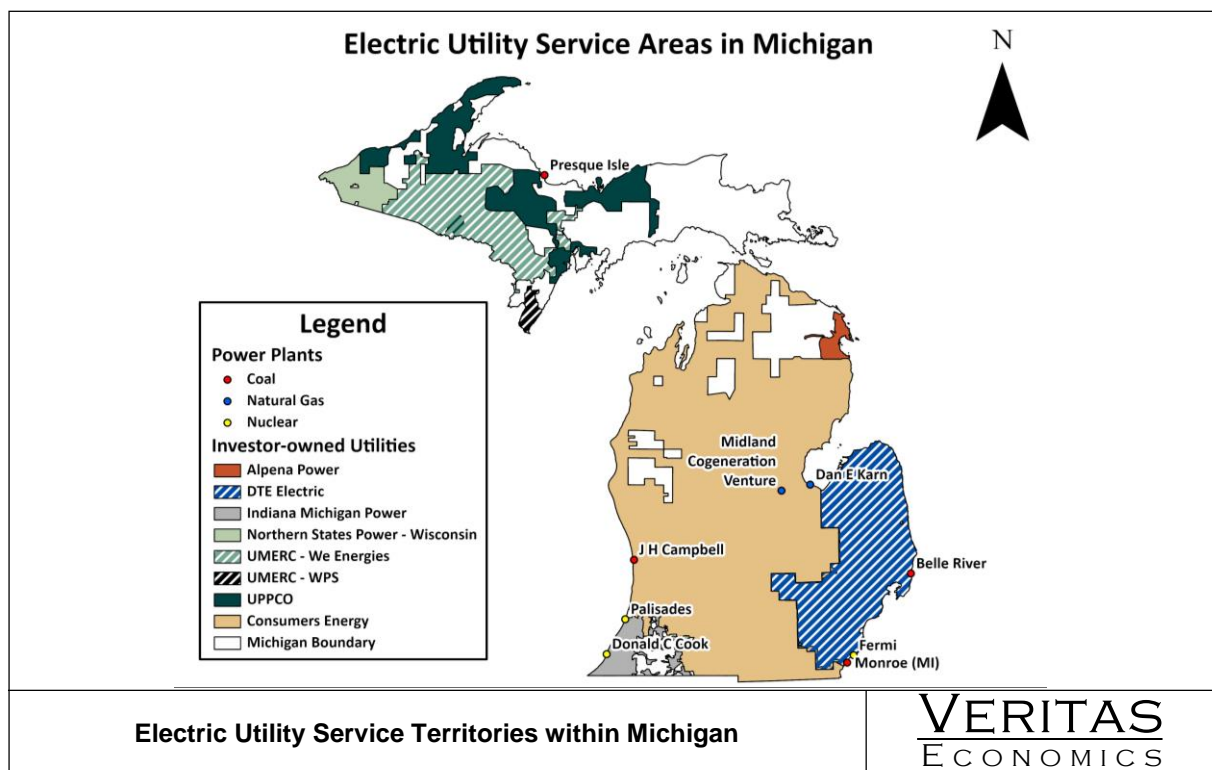 Electric Utility Service Areas in Michigan
N
Presque Isle
Legend
Power Plants
Coal
Natural Gas
Nuclear
Investor-owned Utilities
Alpena Power
DTE Electric
Indiana Michigan Power
Northern States Power - Wisconsin
UMERC - We Energies
UMERC - WPS
UPPCO
Consumers Energy
Michigan Boundary
Midland
Cogeneration
Venture
Dan E Karn
J H Campbell
Belle River
Palisades
Donald C Cook
Fermi
Monroe (MI)
Electric Utility Service Territories within Michigan
VERITAS
ECONOMICS